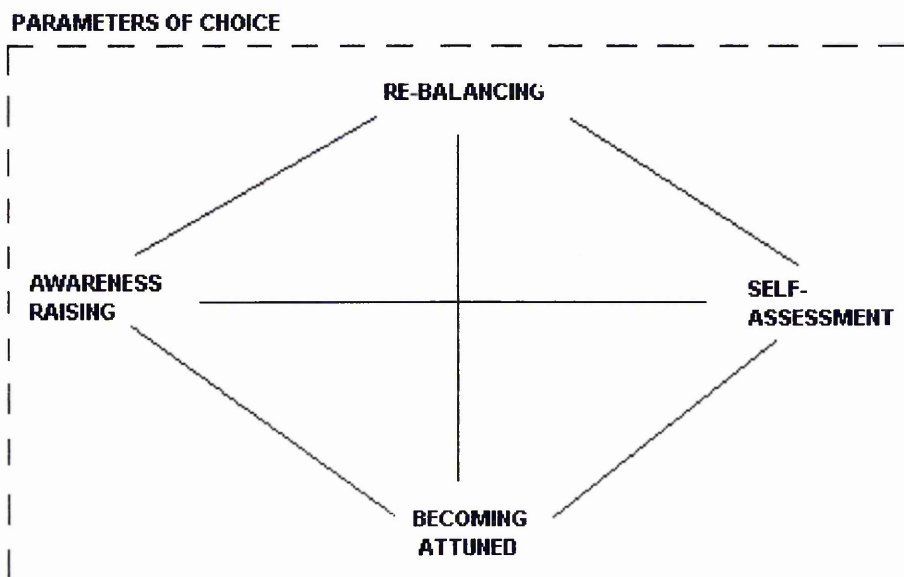 PARAMETERS OF CHOICE
RE-BALANCING
AWARENESS
RAISING
SELF-
ASSESSMENT
BECOMING
ATTUNED